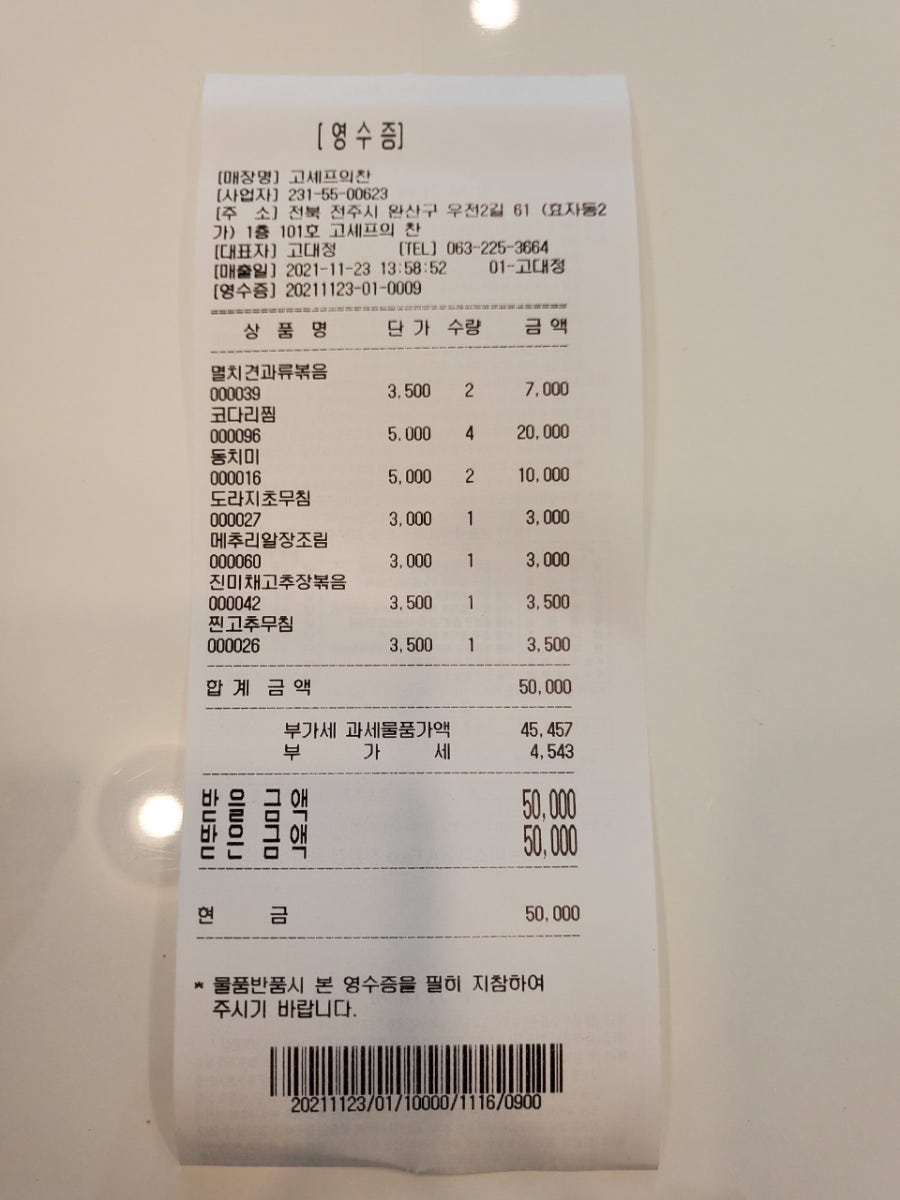 [영수증]
[매장명] 고세프의찬
[사업자] 231-55-00623
[주 소] 전북 전주시 완산구 우전2길 61 (효자동2
가) 1층 101호 고세프의 찬
[대표자] 고대정 [TEL] 063-225-3664
[매출일] 2021-11-23 13:58:52 01-고대정
[영수증] 20211123-01-0009
상 품 명 단 가 수량 금 액
멸치견과류볶음
000039 3,500 2 7,000
코다리찜
000096 5,000 4 20,000
동치미
000016 5,000 2 10,000
도라지초무침
000027 3,000 1 3,000
메추리알장조림
000060 3,000 1 3,000
진미채고추장볶음
000042 3,500 1 3,500
찐고추무침
000026 3,500 1 3,500
합 계 금 액 50,000
부가세 과세물품가액 45,457
부 가 세 4,543
받 을 금 액 50,000
받 은 금 액 50,000
현 금 50,000
* 물품반품시 본 영수증을 필히 지참하여
주시기 바랍니다.
20211123/01/10000/1116/0900